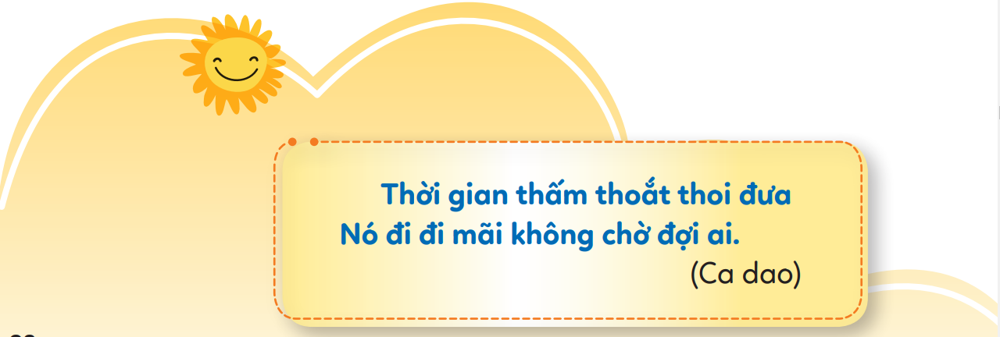 Thời gian thấm thoắt thoi đưa
Nó đi đi mãi không chờ đợi ai.
(Ca dao)